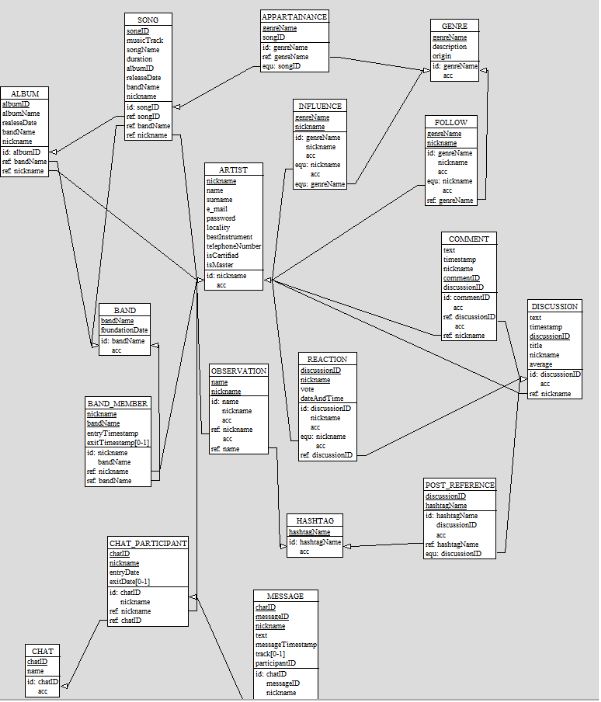 SONG
songID
musicTrack
songName
duration
albumID
releaseDate
bandName
nickname
id: songID
ref: songID
ref: bandName
ref: nickname
APPARTAINANCE
genreName
songID
id: genreName
ref: genreName
equ: songID
GENRE
genreName
description
origin
id: genreName
acc
ALBUM
albumID
albumName
realeseDate
bandName
nickname
id: albumID
ref: bandName
ref: nickname
INFLUENCE
genreName
nickname
id: genreName
nickname
acc
equ: nickname
acc
equ: genreName
FOLLOW
genreName
nickname
id: genreName
nickname
acc
equ: nickname
acc
ref: genreName
ARTIST
nickname
name
surname
e_mail
password
locality
bestInstrument
telephoneNumber
isCertified
isMaster
id: nickname
acc
COMMENT
text
timestamp
nickname
commentID
discussionID
id: commentID
acc
ref: discussionID
acc
ref: nickname
DISCUSSION
text
timestamp
discussionID
title
nickname
average
id: discussionID
acc
ref: nickname
BAND
bandName
foundationDate
id: bandName
acc
OBSERVATION
name
nickname
id: name
nickname
acc
ref: nickname
acc
ref: name
REACTION
discussionID
nickname
vote
dateAndTime
id: discussionID
nickname
acc
equ: nickname
acc
ref: discussionID
BAND_MEMBER
nickname
bandName
entryTimestamp
exitTimestamp[0-1]
id: nickname
bandName
ref: nickname
ref: bandName
POST_REFERENCE
discussionID
hashtagName
id: hashtagName
discussionID
acc
ref: hashtagName
equ: discussionID
HASHTAG
hashtagName
id: hashtagName
acc
CHAT_PARTICIPANT
chatID
nickname
entryDate
exitDate[0-1]
id: chatID
nickname
ref: nickname
ref: chatID
MESSAGE
chatID
messageID
nickname
text
messageTimestamp
track[0-1]
participantID
id: chatID
messageID
nickname
CHAT
chatID
name
id: chatID
acc